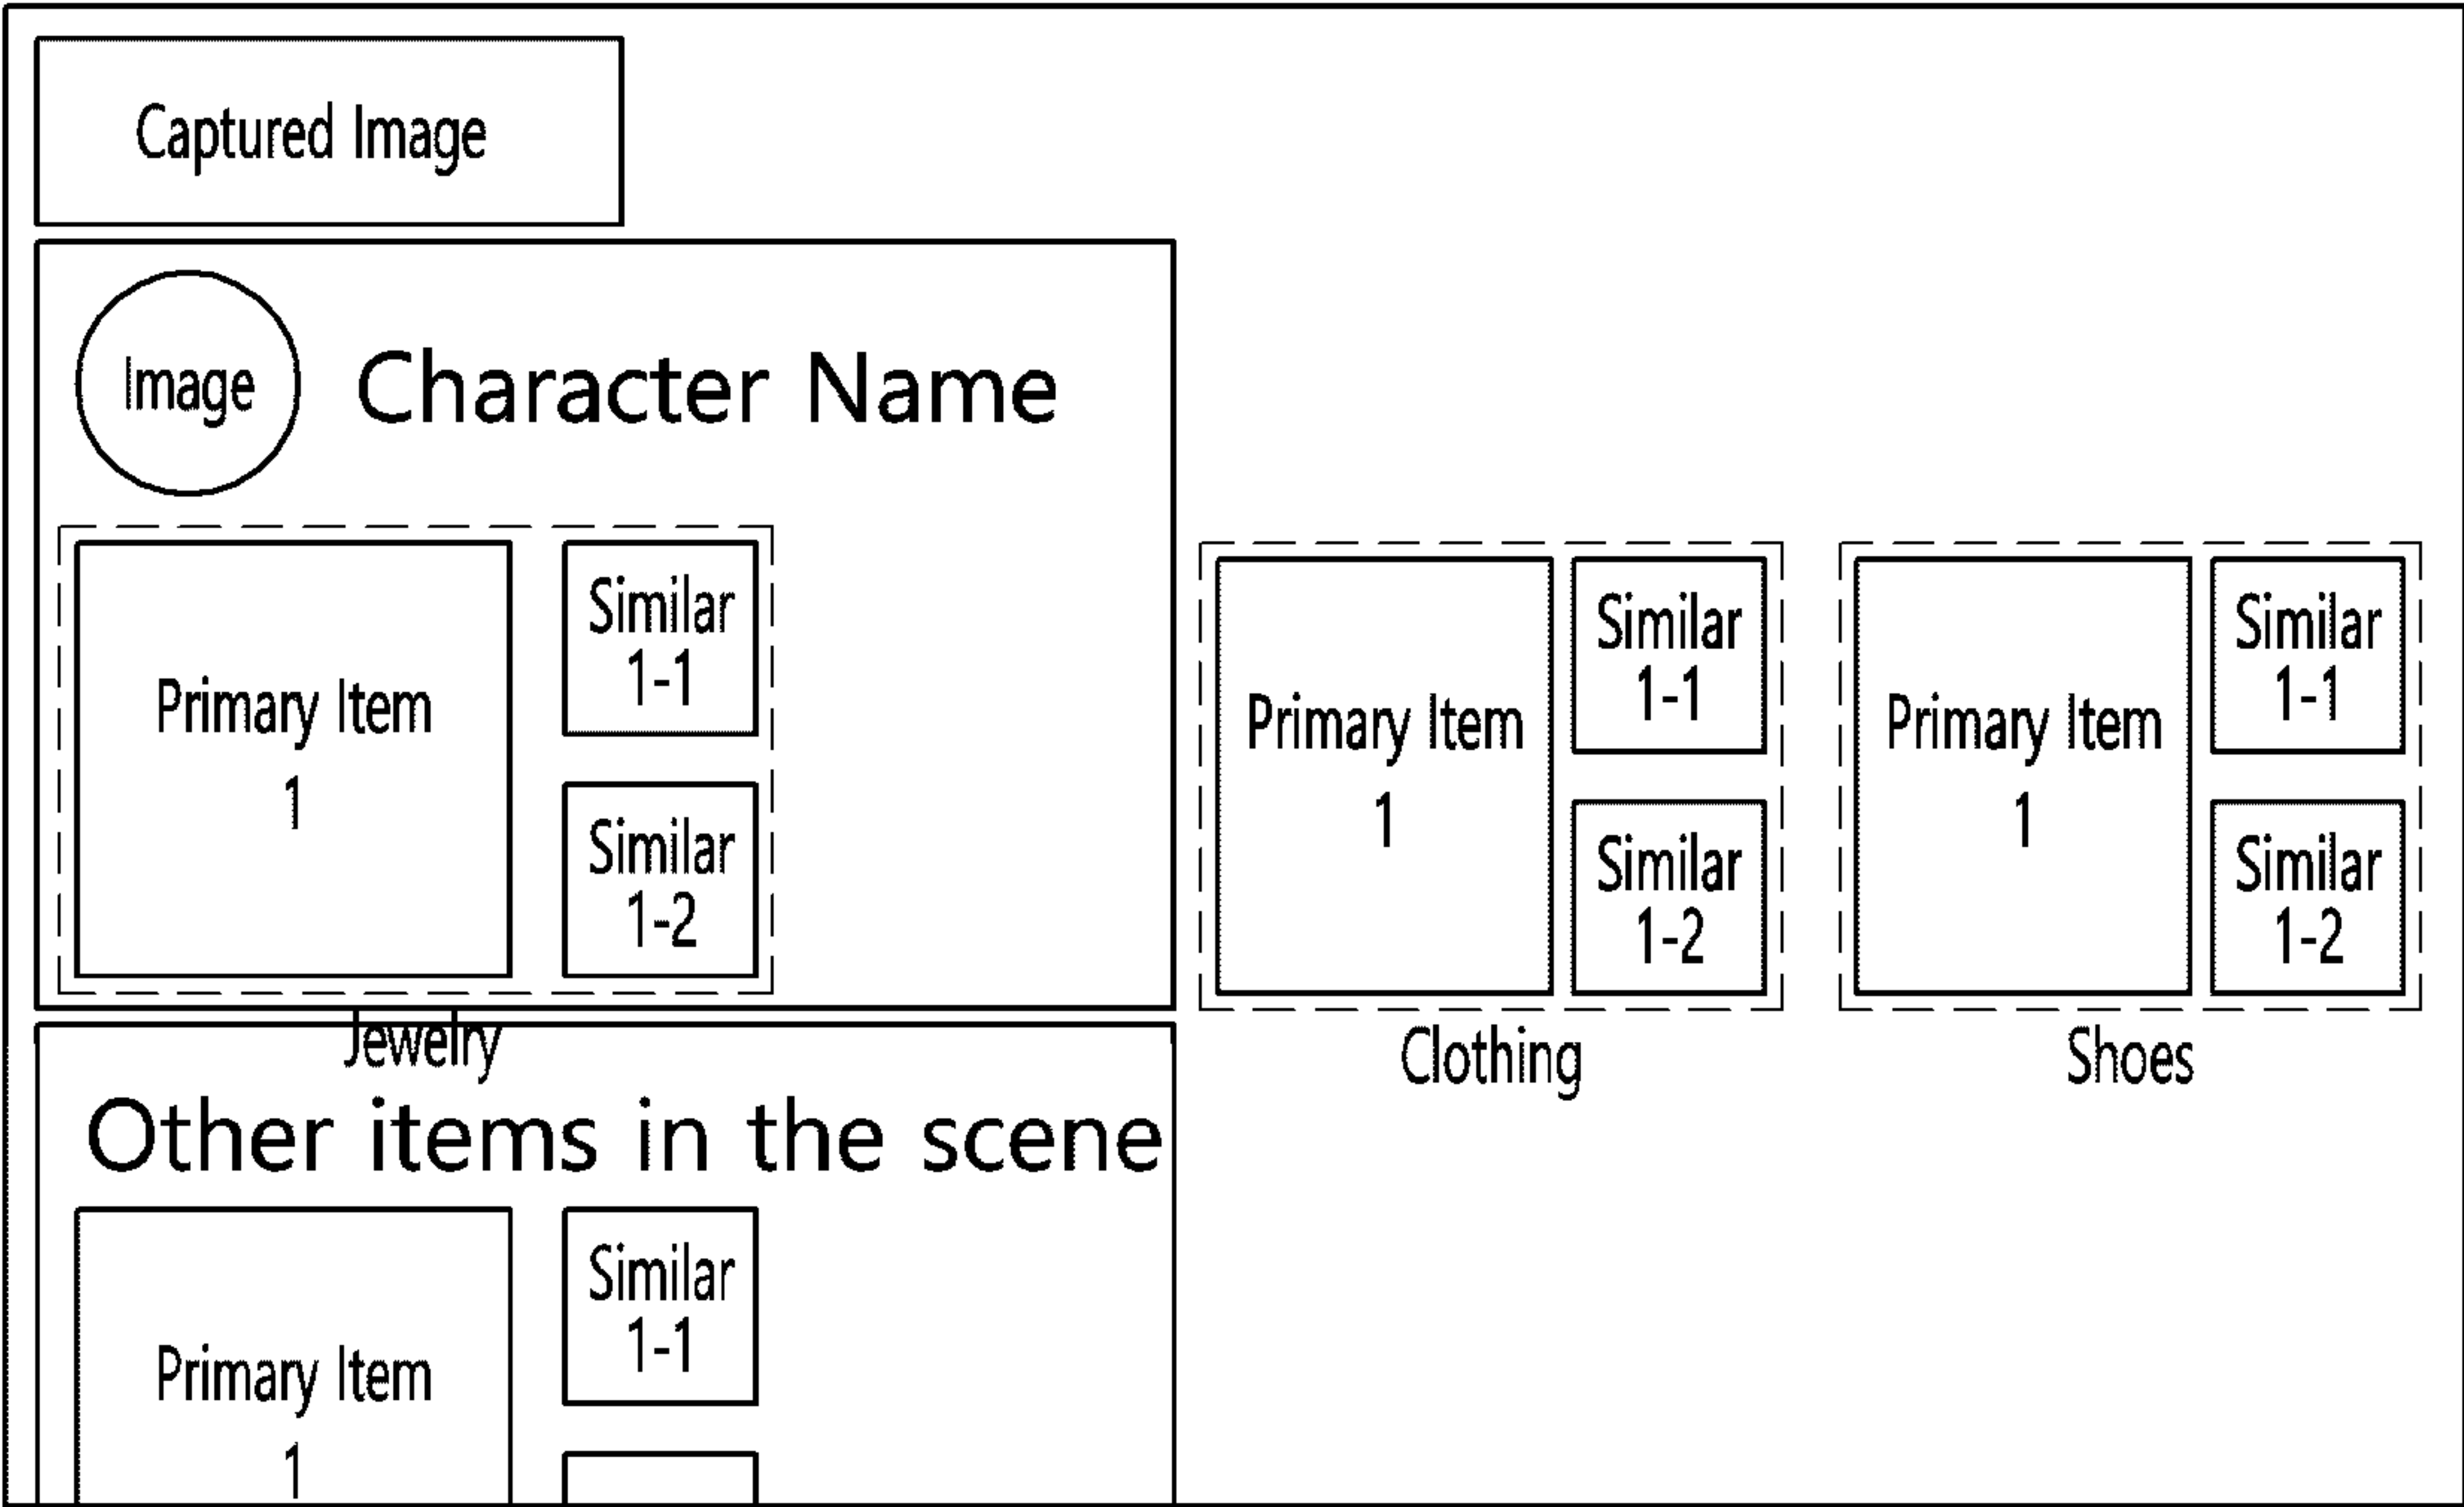 Captured Image
Image
Character Name
Primary Item
1
Similar
1-1
Similar
1-2
Jewelry
Primary Item
1
Similar
1-1
Similar
1-2
Clothing
Primary Item
1
Similar
1-1
Similar
1-2
Shoes
Other items in the scene
Primary Item
1
Similar
1-1